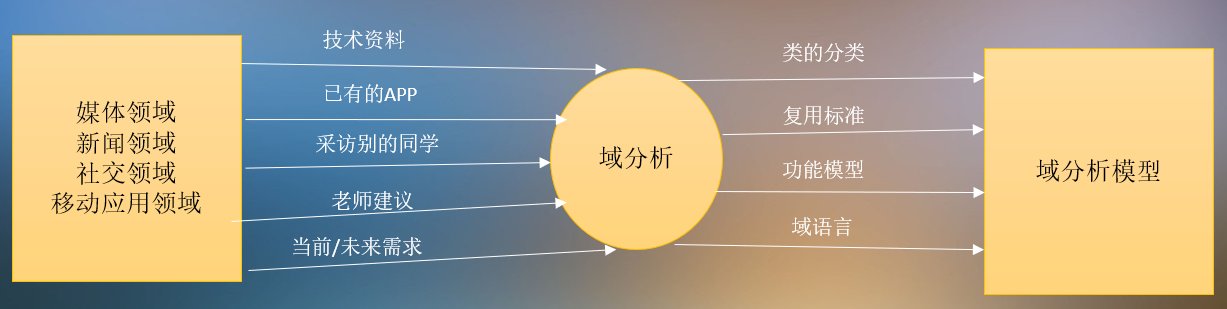 媒体领域
新闻领域
社交领域
移动应用领域
技术资料
已有的APP
采访别的同学
老师建议
当前/未来需求
域分析
类的分类
复用标准
功能模型
域语言
域分析模型